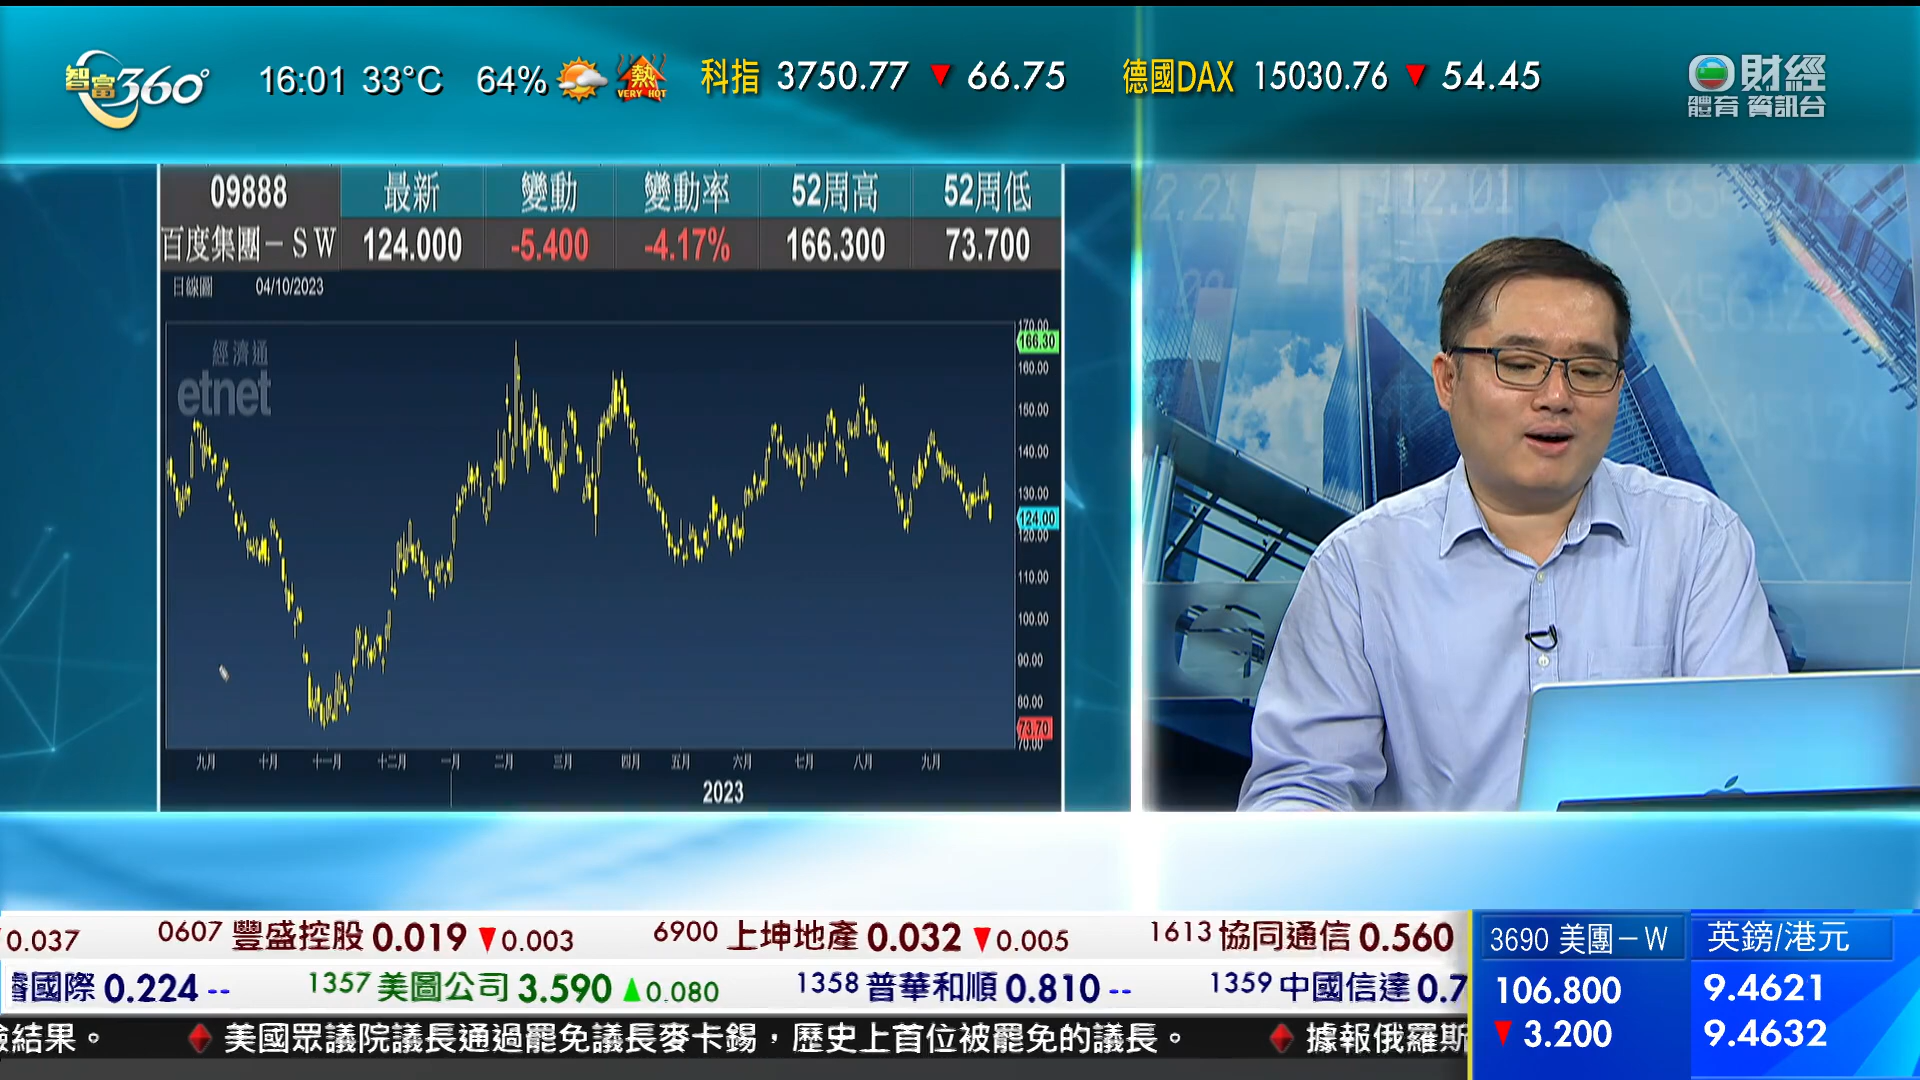 智富360°
16:01 33°C 64% 熱 VERY HOT 科指 3750.77 ▼ 66.75 德國DAX 15030.76 ▼ 54.45
財經
體育 資訊台
09888 最新 變動 變動率 52周高 52周低
百度集團－ＳＷ 124.000 -5.400 -4.17% 166.300 73.700
日線圖 04/10/2023
經濟通
etnet
170.00
166.30
160.00
150.00
140.00
130.00
124.00
120.00
110.00
100.00
90.00
80.00
73.70
70.00
九月 十月 十一月 十二月 一月 二月 三月 四月 五月 六月 七月 八月 九月
2023
0.037 0607 豐盛控股 0.019 ▼0.003 6900 上坤地產 0.032 ▼0.005 1613 協同通信 0.560
國際 0.224 -- 1357 美圖公司 3.590 ▲0.080 1358 普華和順 0.810 -- 1359 中國信達 0.7
結果。 美國眾議院議長通過罷免議長麥卡錫，歷史上首位被罷免的議長。 據報俄羅斯
3690 美團－W
106.800
▼ 3.200
英鎊/港元
9.4621
9.4632